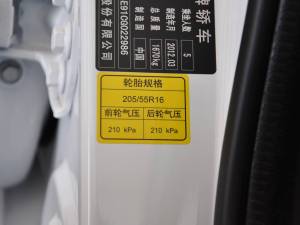 牌轿车
乘坐人数 5
制造年月 2012.03
总质量 1670kg
制造国 中国
E91OG022986
股份有限公司
轮胎规格
205/55R16
前轮气压 后轮气压
210 kPa 210 kPa